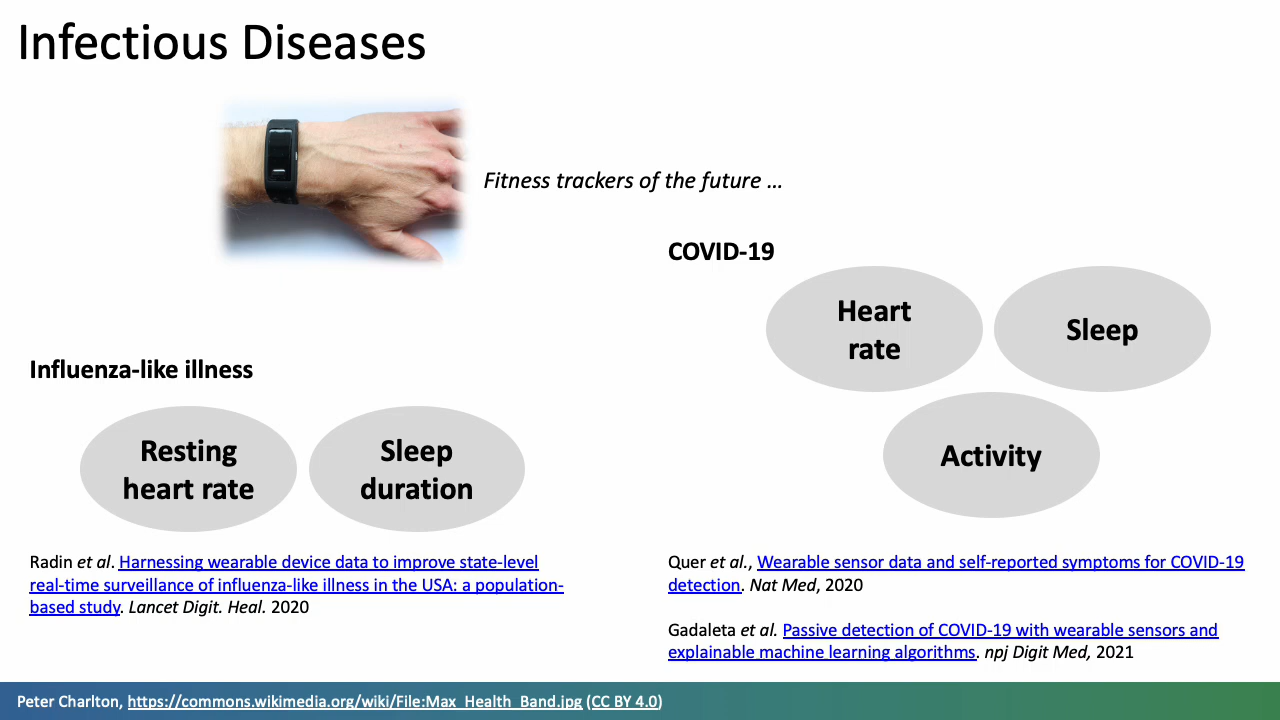 Infectious Diseases
Fitness trackers of the future …
COVID-19
Heart
rate
Sleep
Activity
Influenza-like illness
Resting
heart rate
Sleep
duration
Radin et al. Harnessing wearable device data to improve state-level
real-time surveillance of influenza-like illness in the USA: a population-
based study. Lancet Digit. Heal. 2020
Quer et al., Wearable sensor data and self-reported symptoms for COVID-19
detection. Nat Med, 2020
Gadaleta et al. Passive detection of COVID-19 with wearable sensors and
explainable machine learning algorithms. npj Digit Med, 2021
Peter Charlton, https://commons.wikimedia.org/wiki/File:Max_Health_Band.jpg (CC BY 4.0)